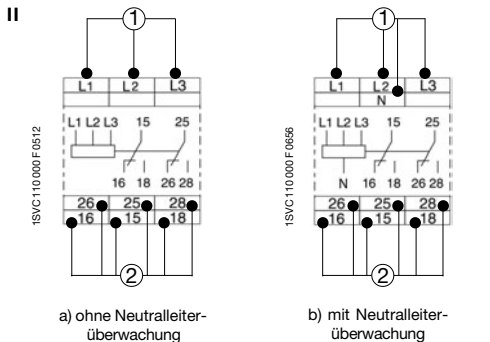 II
1
L1 L2 L3
L1 L2 L3 15 25
16 18 26 28
26 25 28
16 15 18
2
1SVC 110 000 F 0512
a) ohne Neutralleiter-
überwachung
1
L1 L2 L3
N
L1 L2 L3 15 25
N 16 18 26 28
26 25 28
16 15 18
2
1SVC 110 000 F 0656
b) mit Neutralleiter-
überwachung